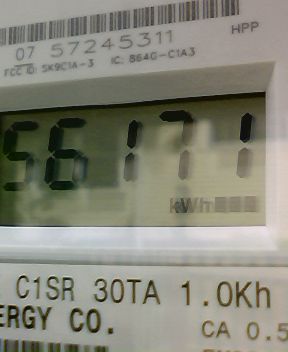 HPP
07 57245311
FCC ID: SK9C1A-3 IC: 864G-C1A3
56171
kWh
C1SR 30TA 1.0Kh
ERGY CO.
CA 0.5